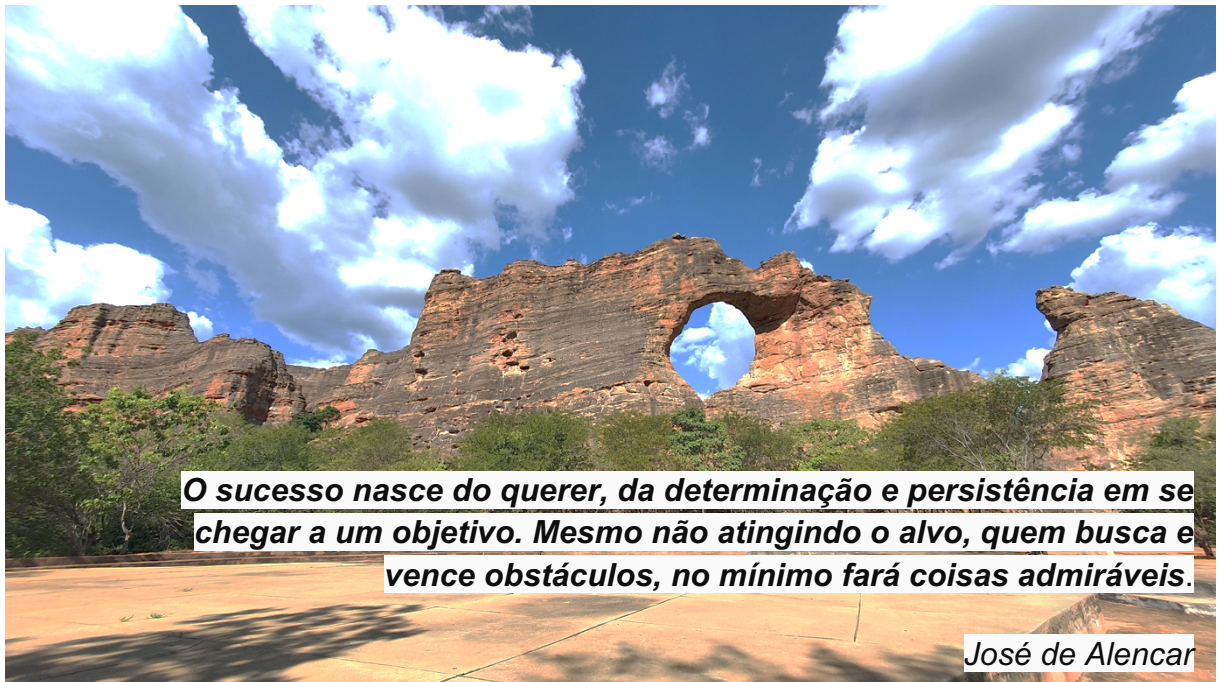 O sucesso nasce do querer, da determinação e persistência em se
chegar a um objetivo. Mesmo não atingindo o alvo, quem busca e
vence obstáculos, no mínimo fará coisas admiráveis.
José de Alencar